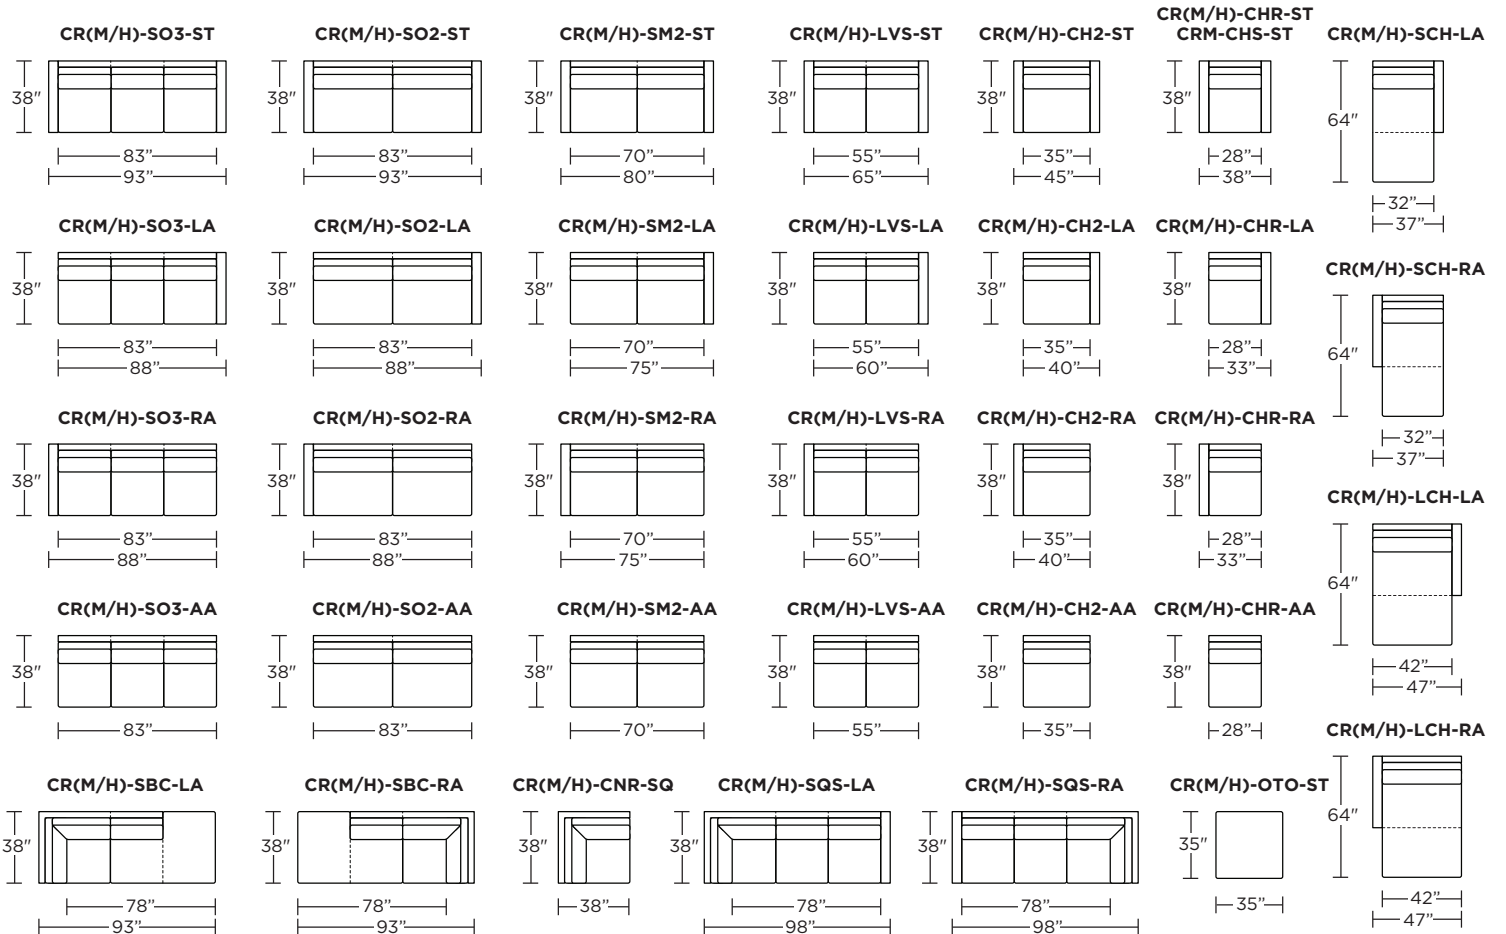 CR(M/H)-SO3-ST
38"
83”
93”
CR(M/H)-SO2-ST
38"
83”
93”
CR(M/H)-SM2-ST
38"
70”
80”
CR(M/H)-LVS-ST
38"
55”
65”
CR(M/H)-CH2-ST
38"
35”
45”
CR(M/H)-CHR-ST
CRM-CHS-ST
38"
28”
38”
CR(M/H)-SCH-LA
64"
32”
37”
CR(M/H)-SO3-LA
38"
83”
88”
CR(M/H)-SO2-LA
38"
83”
88”
CR(M/H)-SM2-LA
38"
70”
75”
CR(M/H)-LVS-LA
38"
55”
60”
CR(M/H)-CH2-LA
38"
35”
40”
CR(M/H)-CHR-LA
38"
28”
33”
CR(M/H)-SCH-RA
64"
32”
37”
CR(M/H)-SO3-RA
38"
83”
88”
CR(M/H)-SO2-RA
38"
83”
88”
CR(M/H)-SM2-RA
38"
70”
75”
CR(M/H)-LVS-RA
38"
55”
60”
CR(M/H)-CH2-RA
38"
35”
40”
CR(M/H)-CHR-RA
38"
28”
33”
CR(M/H)-LCH-LA
64"
42”
47”
CR(M/H)-SO3-AA
38"
83”
CR(M/H)-SO2-AA
38"
83”
CR(M/H)-SM2-AA
38"
70”
CR(M/H)-LVS-AA
38"
55”
CR(M/H)-CH2-AA
38"
35”
CR(M/H)-CHR-AA
38"
28”
CR(M/H)-LCH-RA
64"
42”
47”
CR(M/H)-SBC-LA
38"
78”
93”
CR(M/H)-SBC-RA
38"
78”
93”
CR(M/H)-CNR-SQ
38"
38”
CR(M/H)-SQS-LA
38"
78”
98”
CR(M/H)-SQS-RA
38"
78”
98”
CR(M/H)-OTO-ST
35"
35”